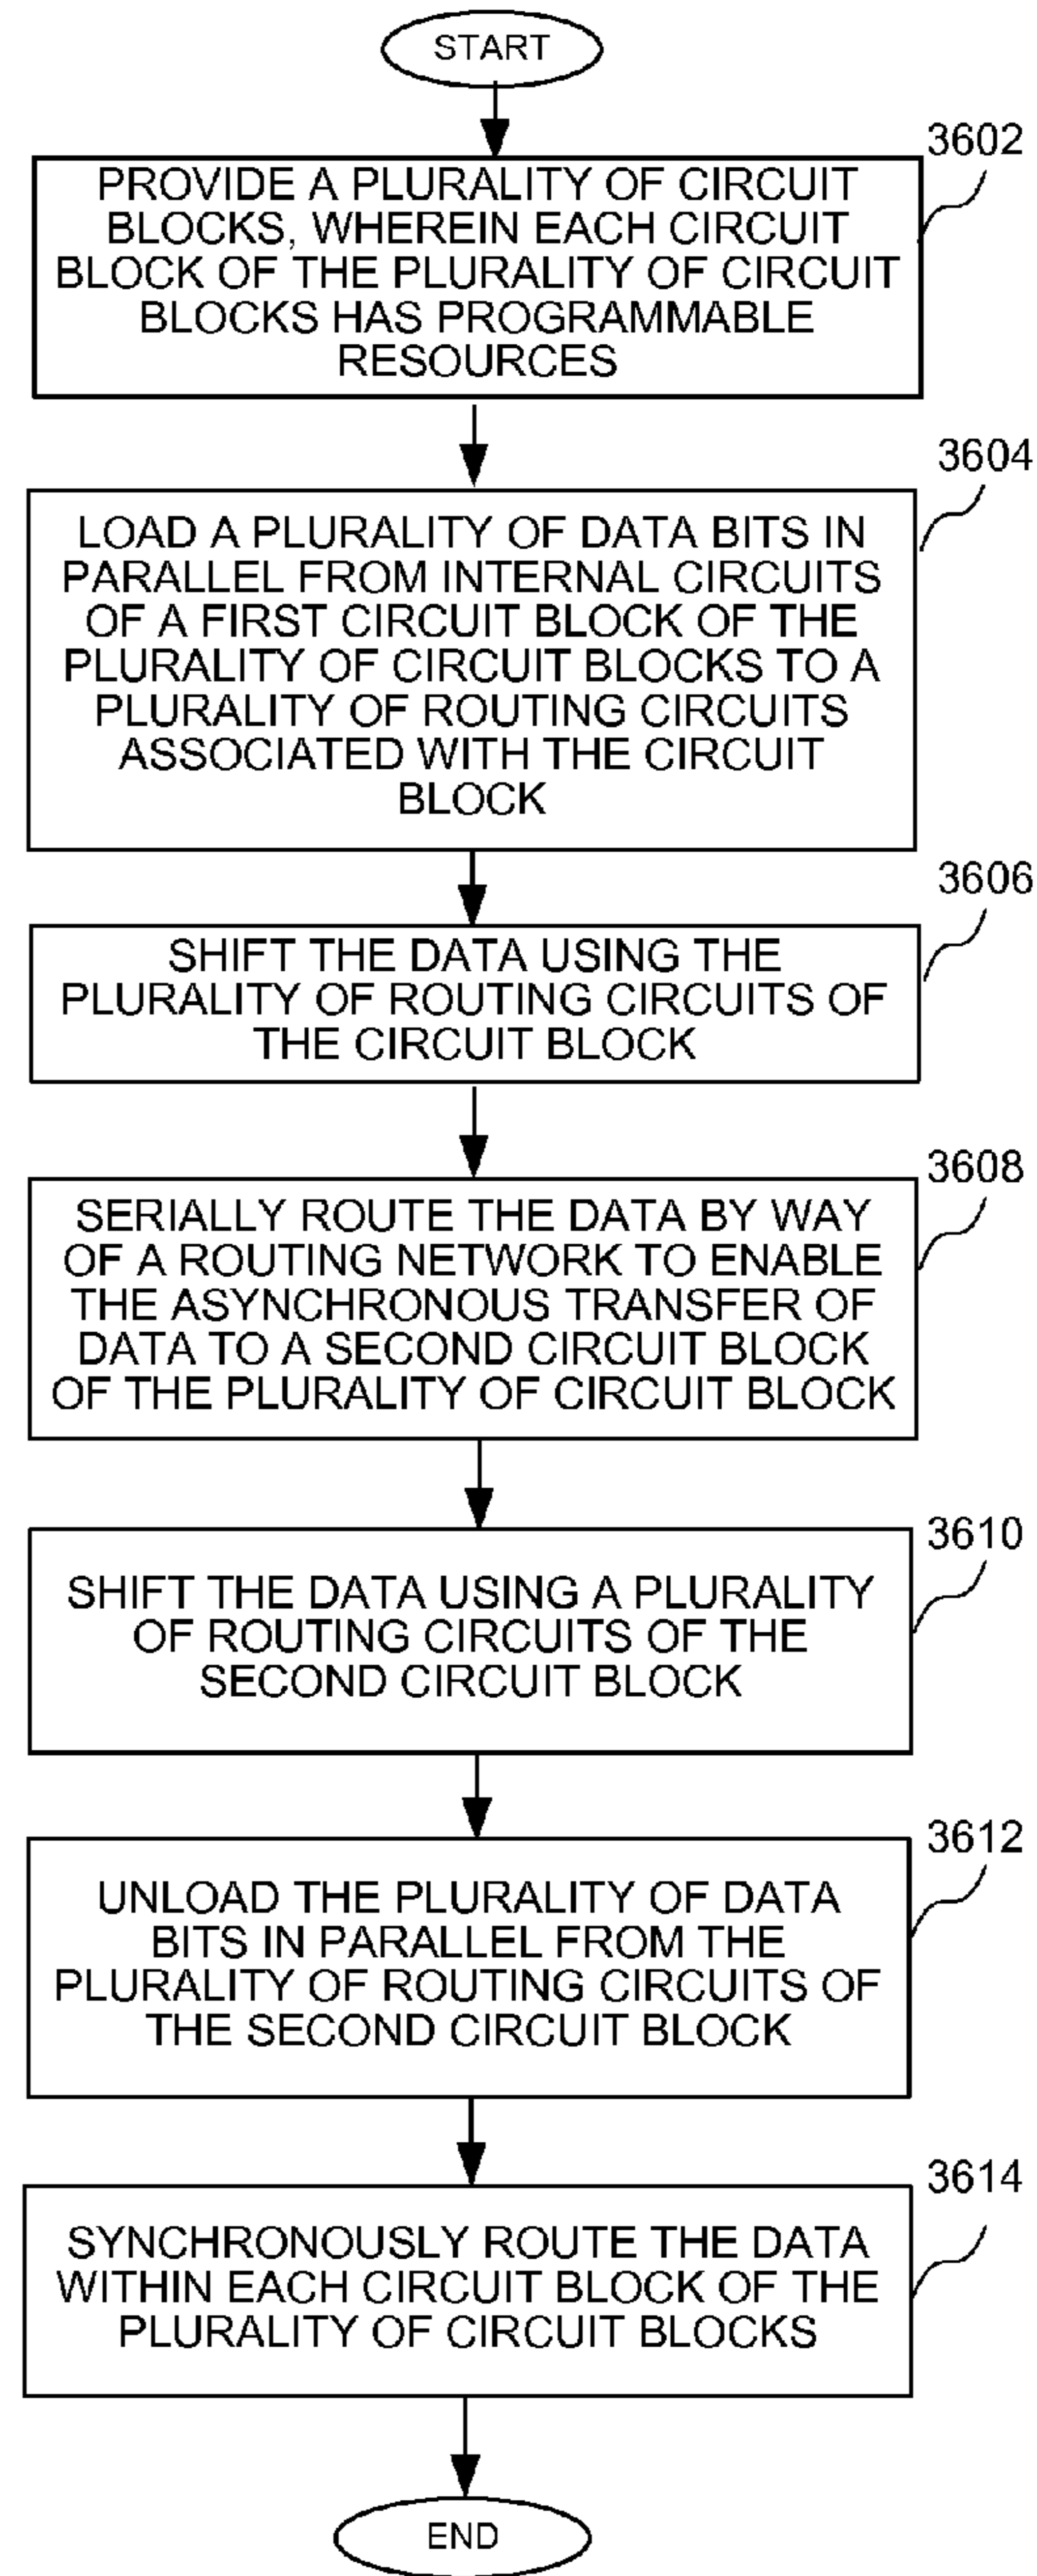 START
3602
PROVIDE A PLURALITY OF CIRCUIT
BLOCKS, WHEREIN EACH CIRCUIT
BLOCK OF THE PLURALITY OF CIRCUIT
BLOCKS HAS PROGRAMMABLE
RESOURCES
3604
LOAD A PLURALITY OF DATA BITS IN
PARALLEL FROM INTERNAL CIRCUITS
OF A FIRST CIRCUIT BLOCK OF THE
PLURALITY OF CIRCUIT BLOCKS TO A
PLURALITY OF ROUTING CIRCUITS
ASSOCIATED WITH THE CIRCUIT
BLOCK
3606
SHIFT THE DATA USING THE
PLURALITY OF ROUTING CIRCUITS OF
THE CIRCUIT BLOCK
3608
SERIALLY ROUTE THE DATA BY WAY
OF A ROUTING NETWORK TO ENABLE
THE ASYNCHRONOUS TRANSFER OF
DATA TO A SECOND CIRCUIT BLOCK
OF THE PLURALITY OF CIRCUIT BLOCK
3610
SHIFT THE DATA USING A PLURALITY
OF ROUTING CIRCUITS OF THE
SECOND CIRCUIT BLOCK
3612
UNLOAD THE PLURALITY OF DATA
BITS IN PARALLEL FROM THE
PLURALITY OF ROUTING CIRCUITS OF
THE SECOND CIRCUIT BLOCK
3614
SYNCHRONOUSLY ROUTE THE DATA
WITHIN EACH CIRCUIT BLOCK OF THE
PLURALITY OF CIRCUIT BLOCKS
END